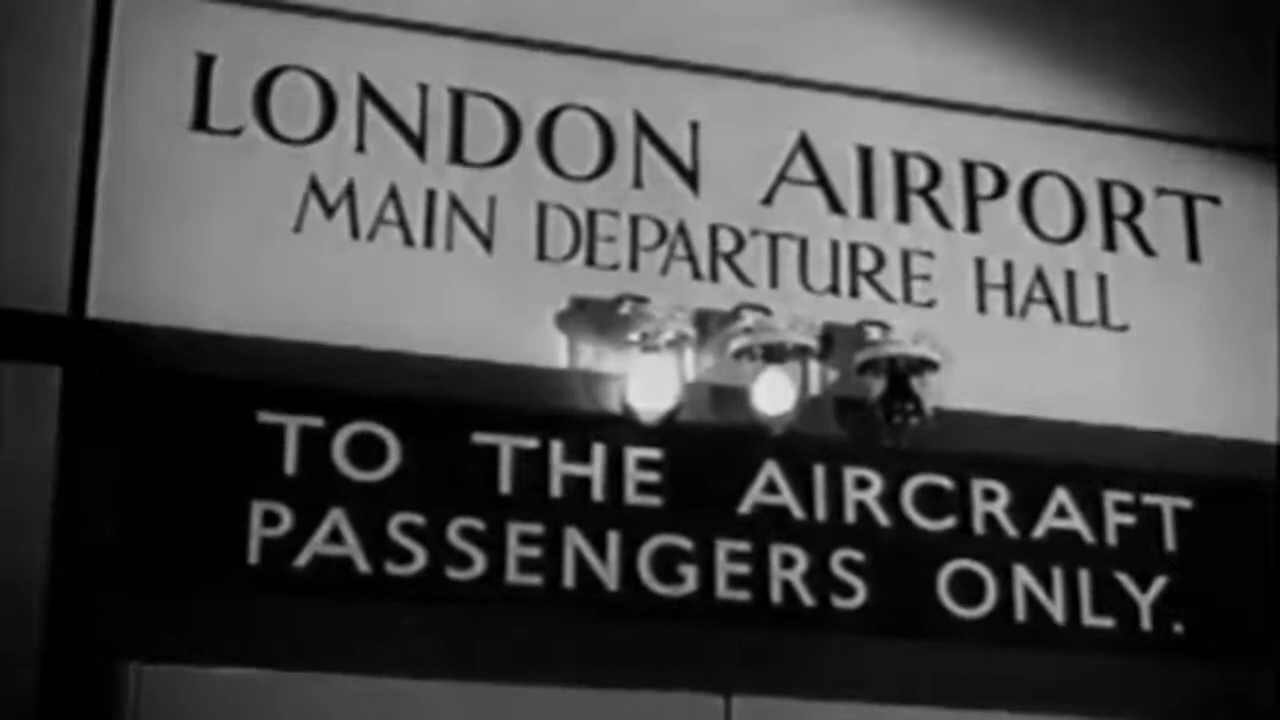 LONDON AIRPORT
MAIN DEPARTURE HALL
TO THE AIRCRAFT
PASSENGERS ONLY.